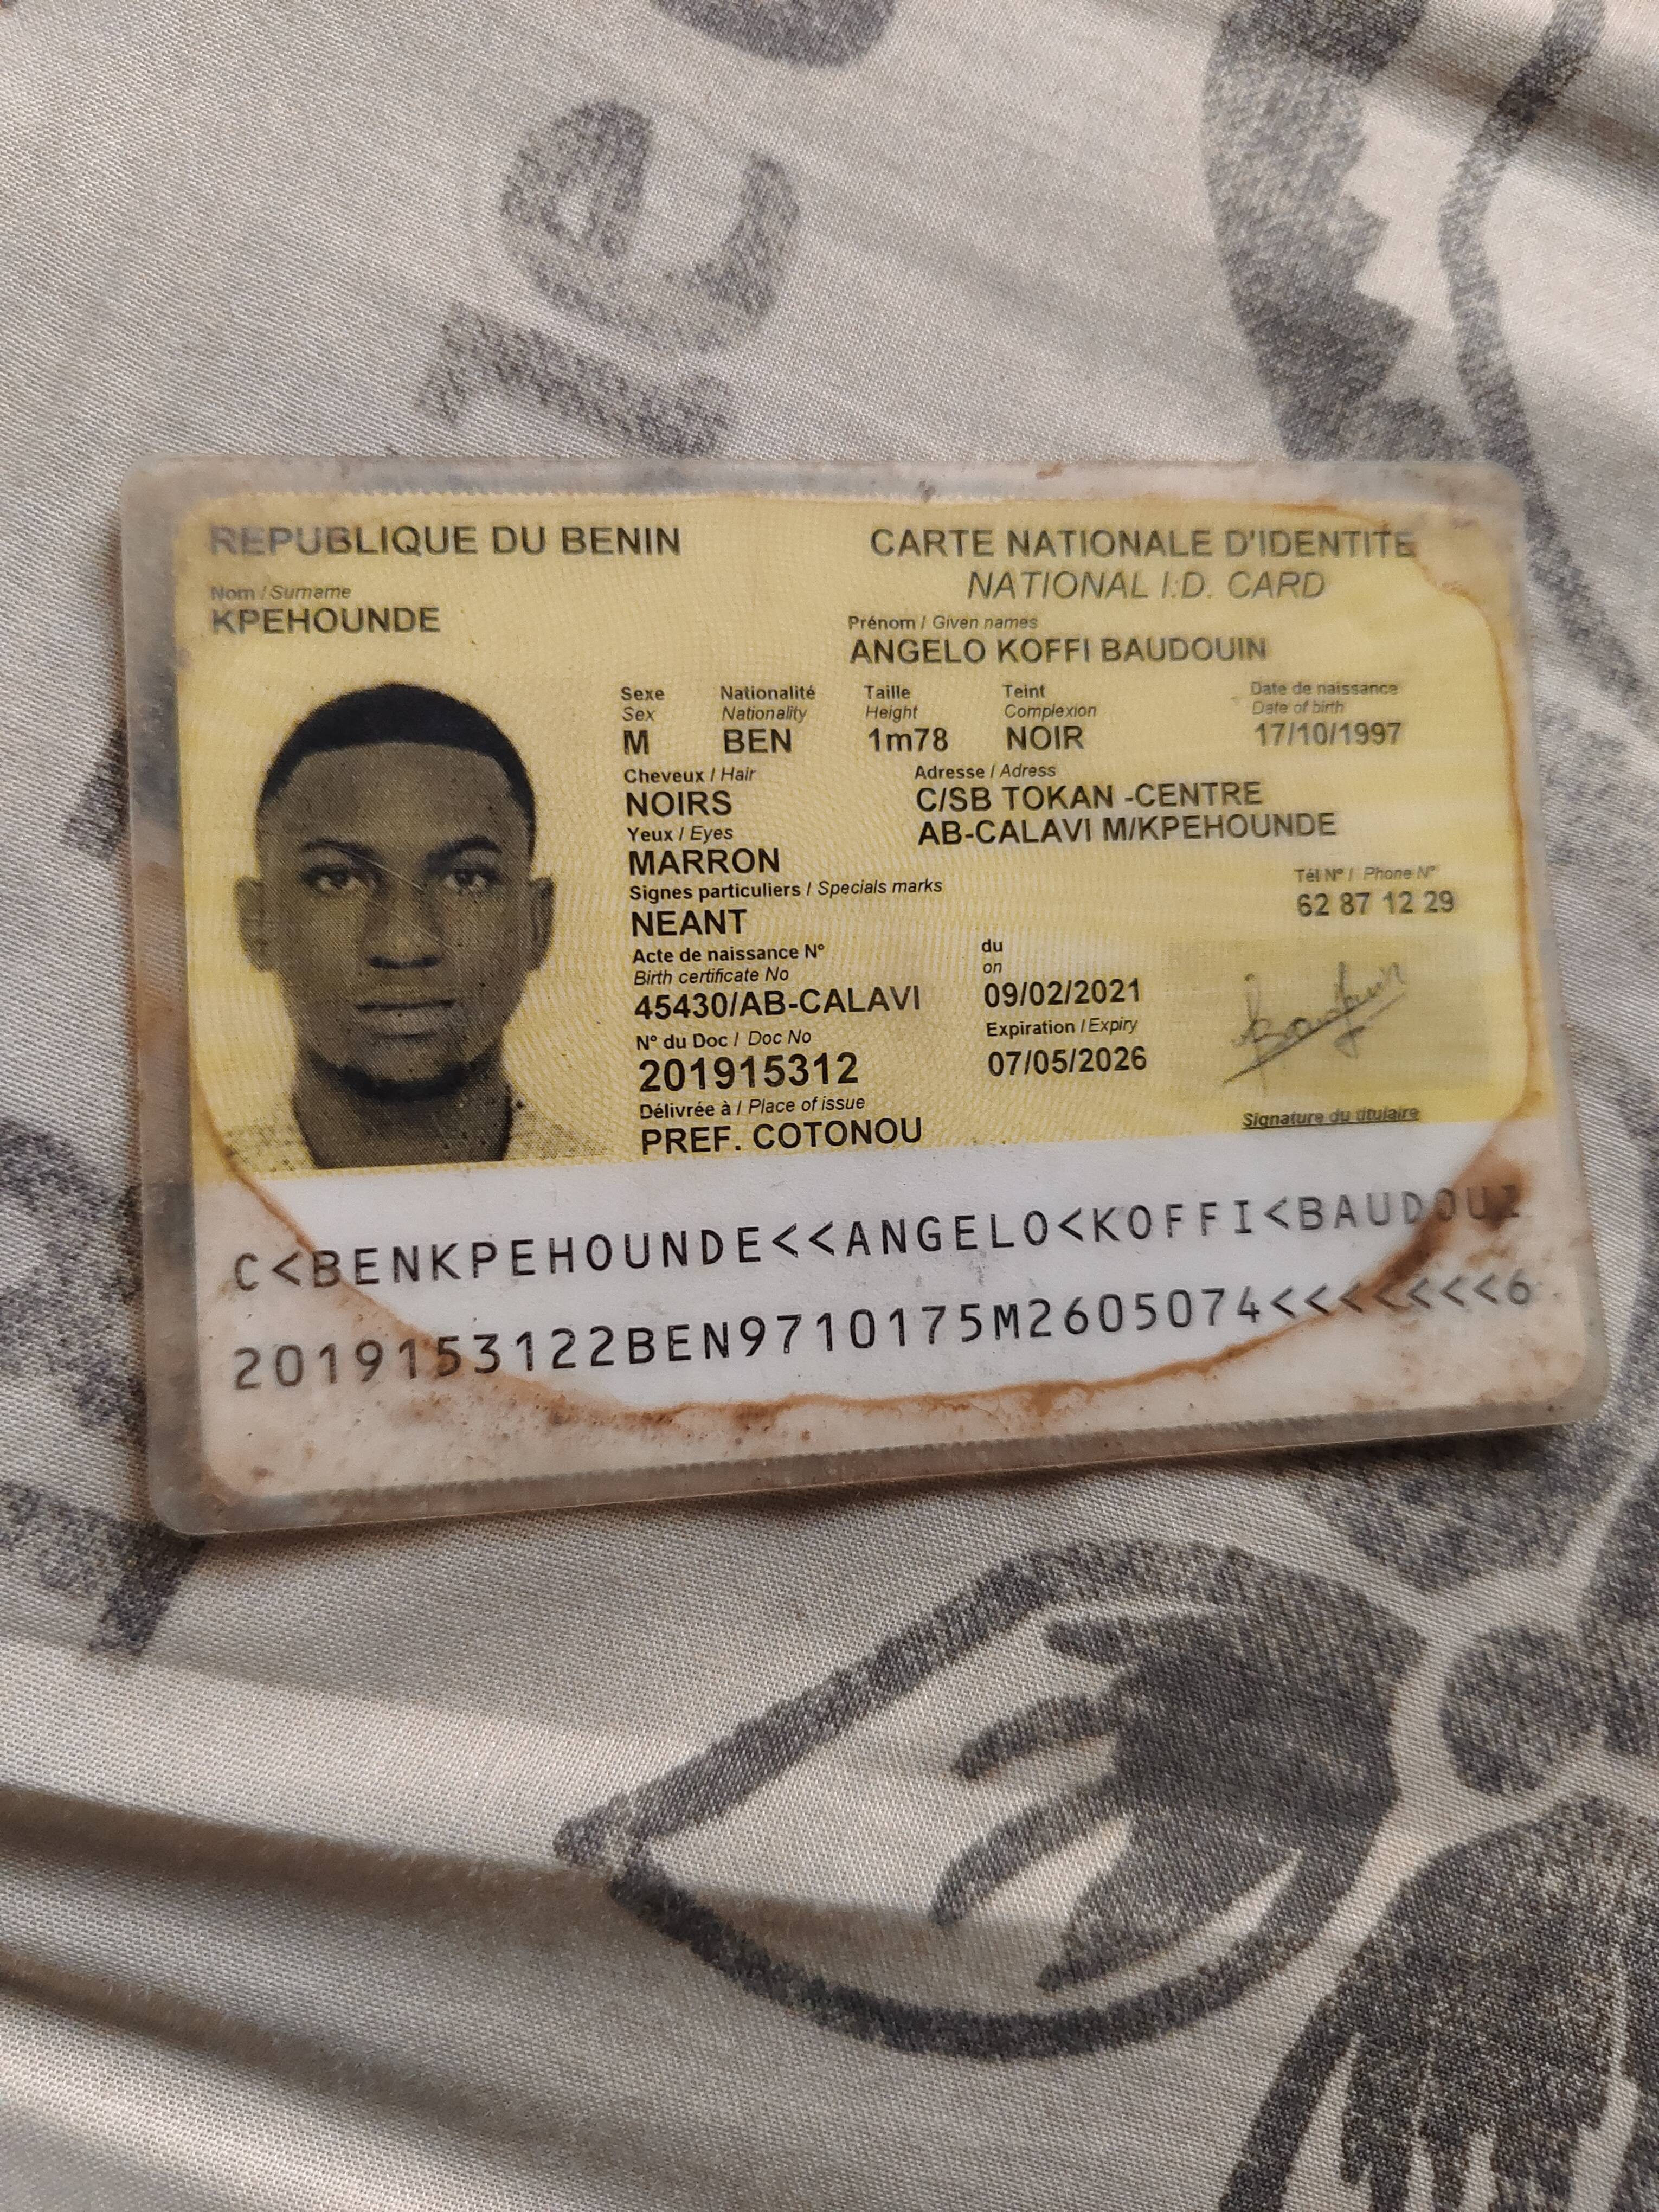 REPUBLIQUE DU BENIN
CARTE NATIONALE D'IDENTITE
NATIONAL I.D. CARD
Nom / Surname
KPEHOUNDE
Prénom / Given names
ANGELO KOFFI BAUDOUIN
Sexe Nationalité Taille Teint Date de naissance
Sex Nationality Height Complexion Date of birth
M BEN 1m78 NOIR 17/10/1997
Cheveux / Hair Adresse / Adress
NOIRS C/SB TOKAN -CENTRE
Yeux / Eyes AB-CALAVI M/KPEHOUNDE
MARRON
Tél N° / Phone N°
62 87 12 29
Signes particuliers / Specials marks
NEANT
Acte de naissance N° du
Birth certificate No on
45430/AB-CALAVI 09/02/2021
N° du Doc / Doc No Expiration / Expiry
201915312 07/05/2026
Délivrée à / Place of issue
PREF. COTONOU
Signature du titulaire
C<BENKPEHOUNDE<<ANGELO<KOFFI<BAUDOUI
2019153122BEN9710175M2605074<<<<<<<6